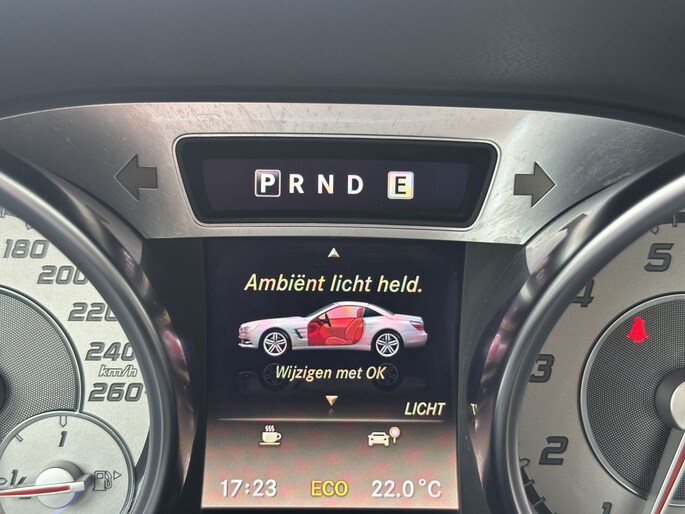 P R N D E
Ambiënt licht held.
Wijzigen met OK
LICHT
17:23 ECO 22.0°C
180
200
220
240
km/h
260
1
5
4
3
2
1